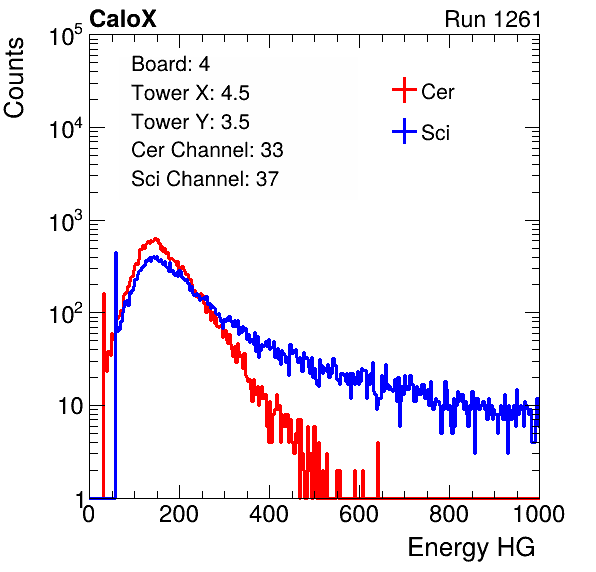 CaloX Run 1261
Counts
Board: 4
Tower X: 4.5
Tower Y: 3.5
Cer Channel: 33
Sci Channel: 37
Cer
Sci
10^5
10^4
10^3
10^2
10
1
0 200 400 600 800 1000
Energy HG